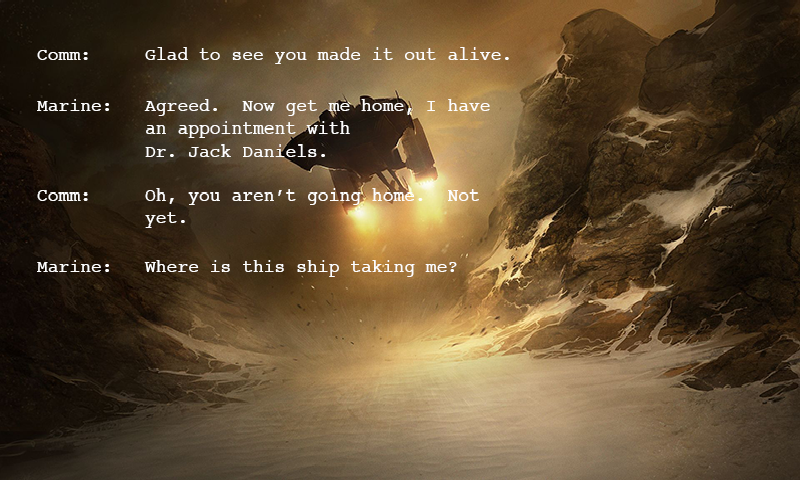 Comm: Glad to see you made it out alive.
Marine: Agreed. Now get me home, I have
an appointment with
Dr. Jack Daniels.
Comm: Oh, you aren't going home. Not
yet.
Marine: Where is this ship taking me?